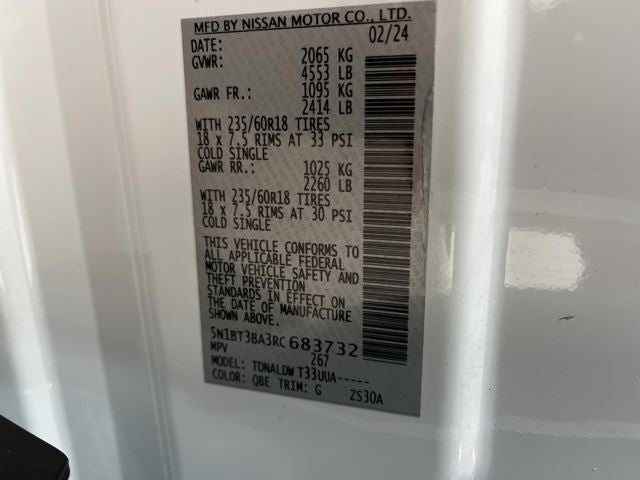 MFD BY NISSAN MOTOR CO., LTD.
DATE: 02/24
GVWR: 2065 KG
4553 LB
GAWR FR.: 1095 KG
2414 LB
WITH 235/60R18 TIRES
18 x 7.5 RIMS AT 33 PSI
COLD SINGLE
GAWR RR.: 1025 KG
2260 LB
WITH 235/60R18 TIRES
18 x 7.5 RIMS AT 30 PSI
COLD SINGLE
THIS VEHICLE CONFORMS TO
ALL APPLICABLE FEDERAL
MOTOR VEHICLE SAFETY AND
THEFT PREVENTION
STANDARDS IN EFFECT ON
THE DATE OF MANUFACTURE
SHOWN ABOVE.
5N1BT3BA3RC683732
MPV 267
MODEL: TDNALDW T33UUA-----
COLOR: QBE TRIM: G ZS30A